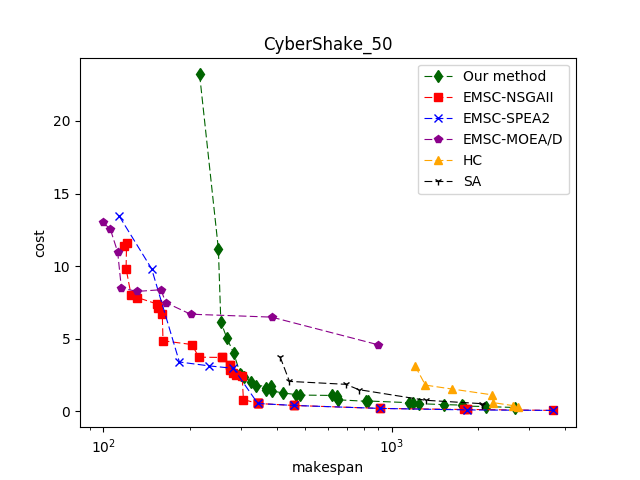 CyberShake_50
Our method
EMSC-NSGAII
EMSC-SPEA2
EMSC-MOEA/D
HC
SA
20
15
10
5
0
cost
10²
10³
makespan